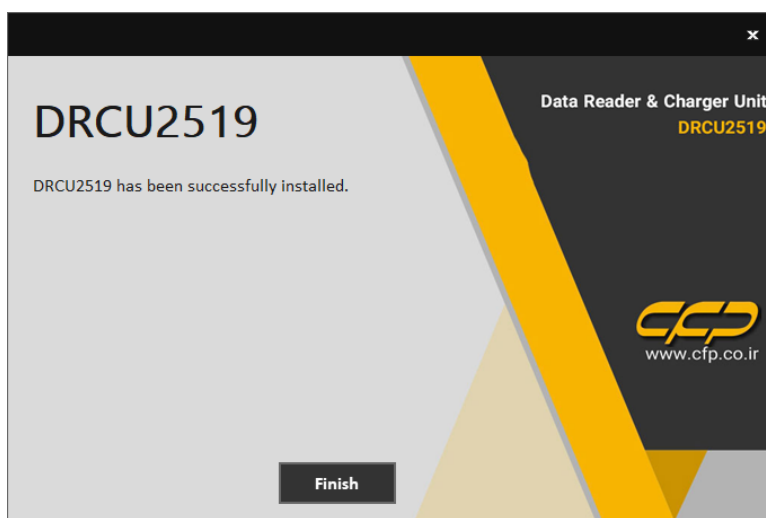 x
Data Reader & Charger Unit
DRCU2519
DRCU2519
DRCU2519 has been successfully installed.
cfp
www.cfp.co.ir
Finish